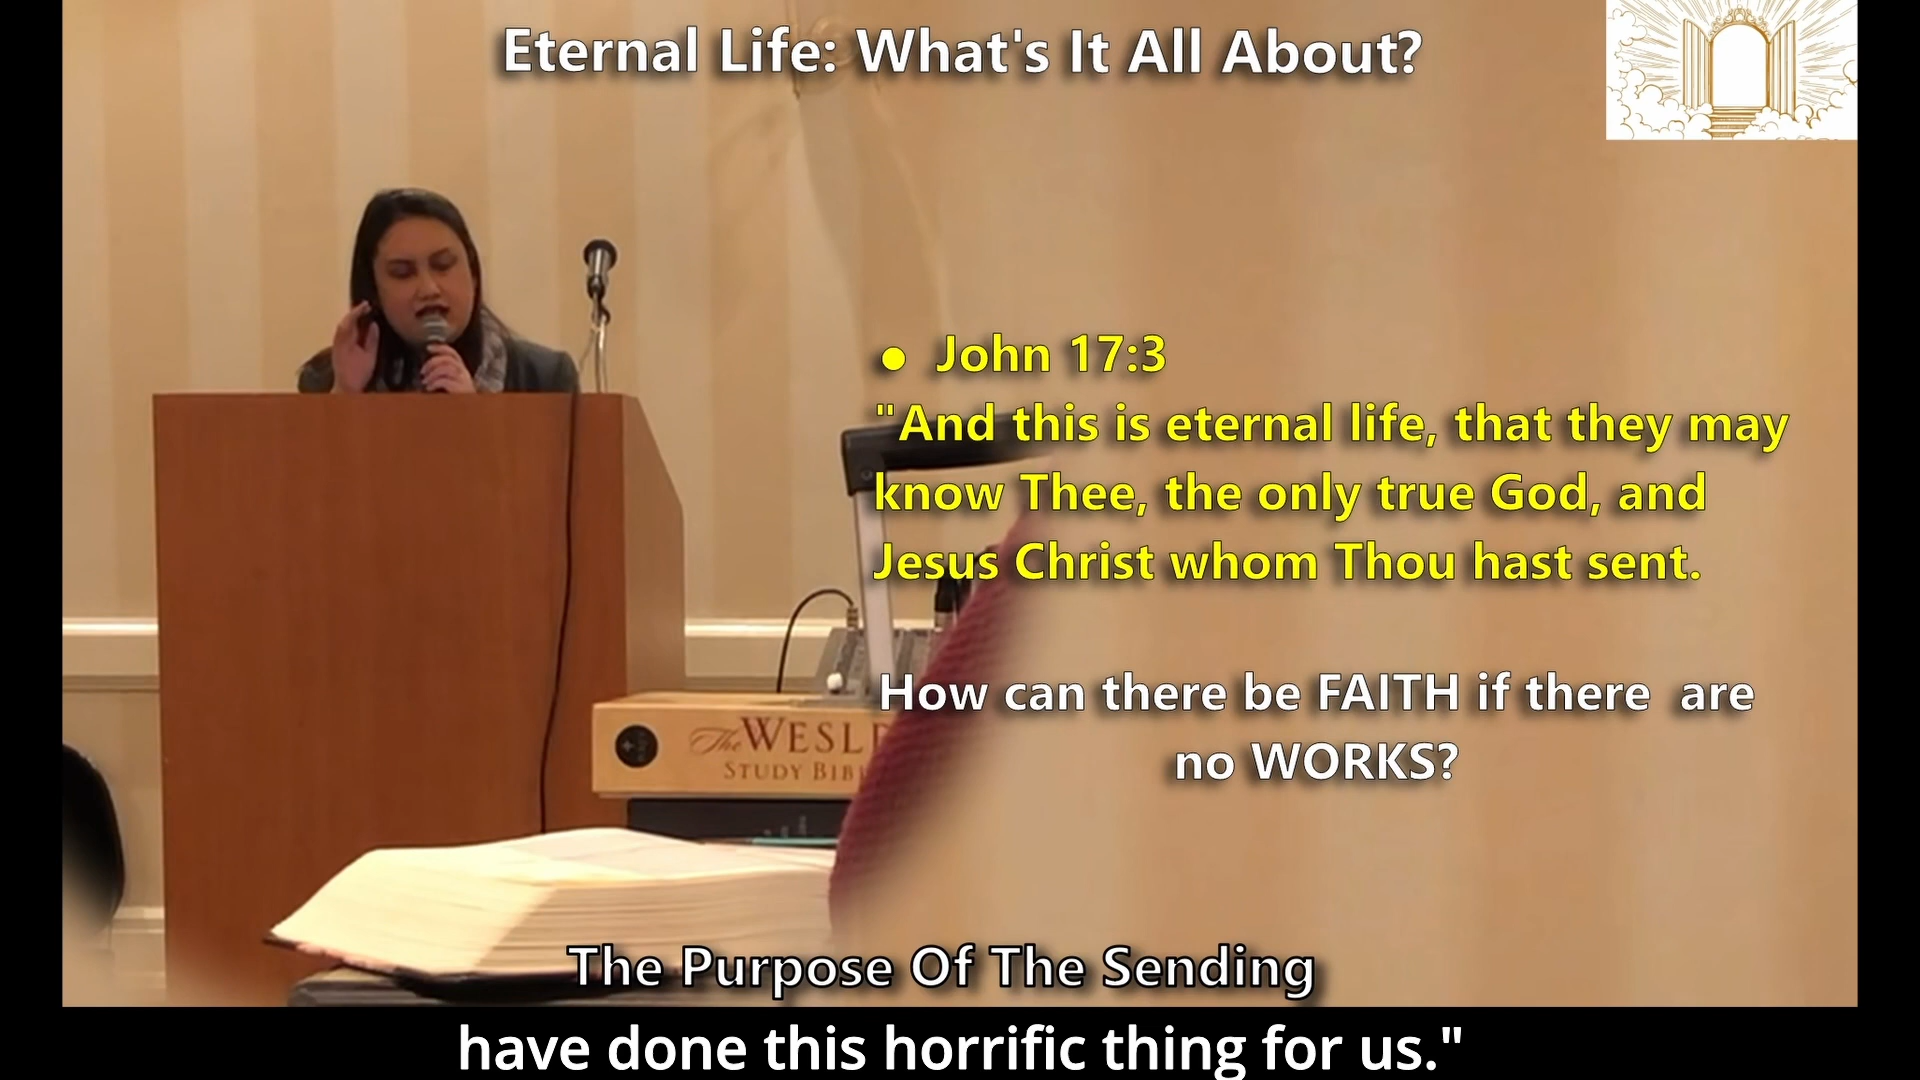 Eternal Life: What's It All About?
● John 17:3
"And this is eternal life, that they may
know Thee, the only true God, and
Jesus Christ whom Thou hast sent.
How can there be FAITH if there are
no WORKS?
The
STUDY
The Purpose Of The Sending
have done this horrific thing for us."